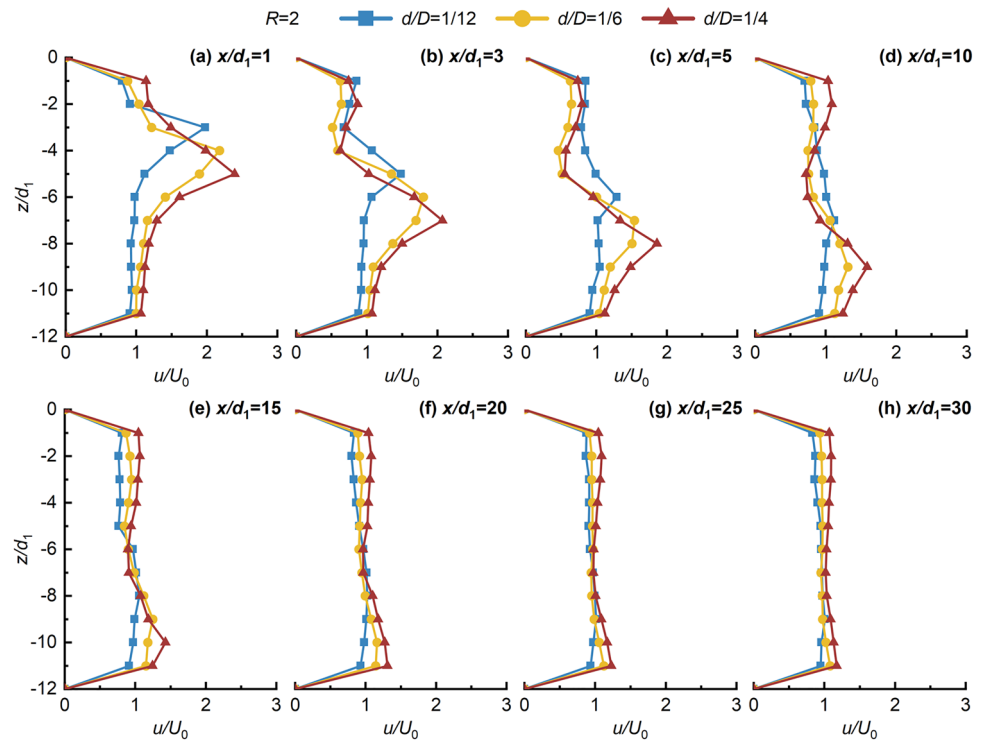 R=2 d/D=1/12 d/D=1/6 d/D=1/4
(a) x/d₁=1 (b) x/d₁=3 (c) x/d₁=5 (d) x/d₁=10
0
-2
-4
-6
-8
-10
-12
z/d₁
0 1 2 3 0 1 2 3 0 1 2 3 0 1 2 3
u/U₀ u/U₀ u/U₀ u/U₀
(e) x/d₁=15 (f) x/d₁=20 (g) x/d₁=25 (h) x/d₁=30
0
-2
-4
-6
-8
-10
-12
z/d₁
0 1 2 3 0 1 2 3 0 1 2 3 0 1 2 3
u/U₀ u/U₀ u/U₀ u/U₀